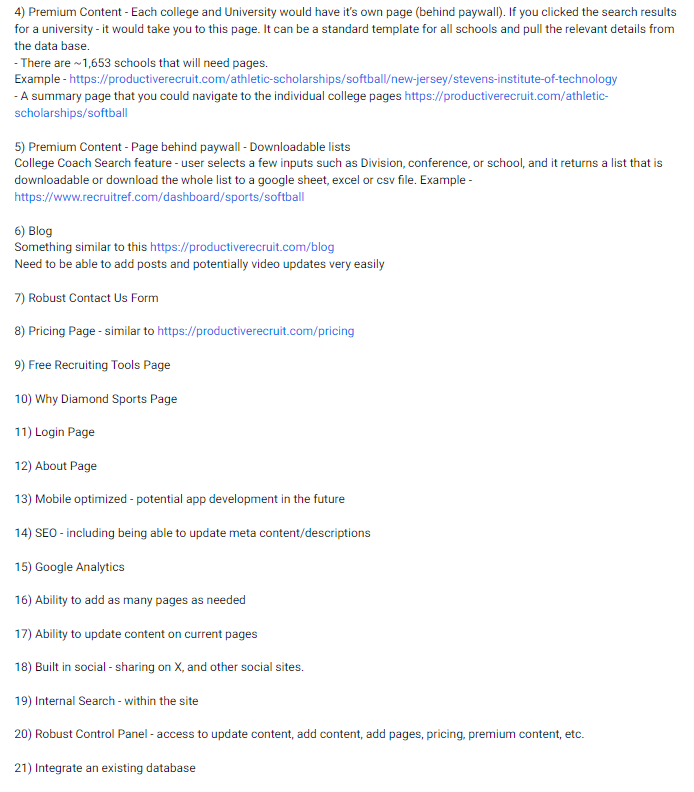 4) Premium Content - Each college and University would have it's own page (behind paywall). If you clicked the search results
for a university - it would take you to this page. It can be a standard template for all schools and pull the relevant details from
the data base.
- There are ~1,653 schools that will need pages.
Example - https://productiverecruit.com/athletic-scholarships/softball/new-jersey/stevens-institute-of-technology
- A summary page that you could navigate to the individual college pages https://productiverecruit.com/athletic-
scholarships/softball
5) Premium Content - Page behind paywall - Downloadable lists
College Coach Search feature - user selects a few inputs such as Division, conference, or school, and it returns a list that is
downloadable or download the whole list to a google sheet, excel or csv file. Example -
https://www.recruitref.com/dashboard/sports/softball
6) Blog
Something similar to this https://productiverecruit.com/blog
Need to be able to add posts and potentially video updates very easily
7) Robust Contact Us Form
8) Pricing Page - similar to https://productiverecruit.com/pricing
9) Free Recruiting Tools Page
10) Why Diamond Sports Page
11) Login Page
12) About Page
13) Mobile optimized - potential app development in the future
14) SEO - including being able to update meta content/descriptions
15) Google Analytics
16) Ability to add as many pages as needed
17) Ability to update content on current pages
18) Built in social - sharing on X, and other social sites.
19) Internal Search - within the site
20) Robust Control Panel - access to update content, add content, add pages, pricing, premium content, etc.
21) Integrate an existing database